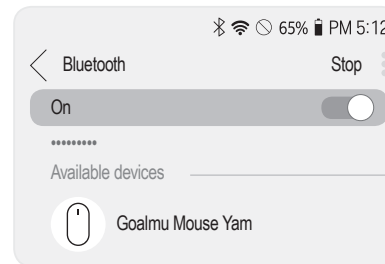 65% PM 5:12
Bluetooth Stop
On
Available devices
Goalmu Mouse Yam